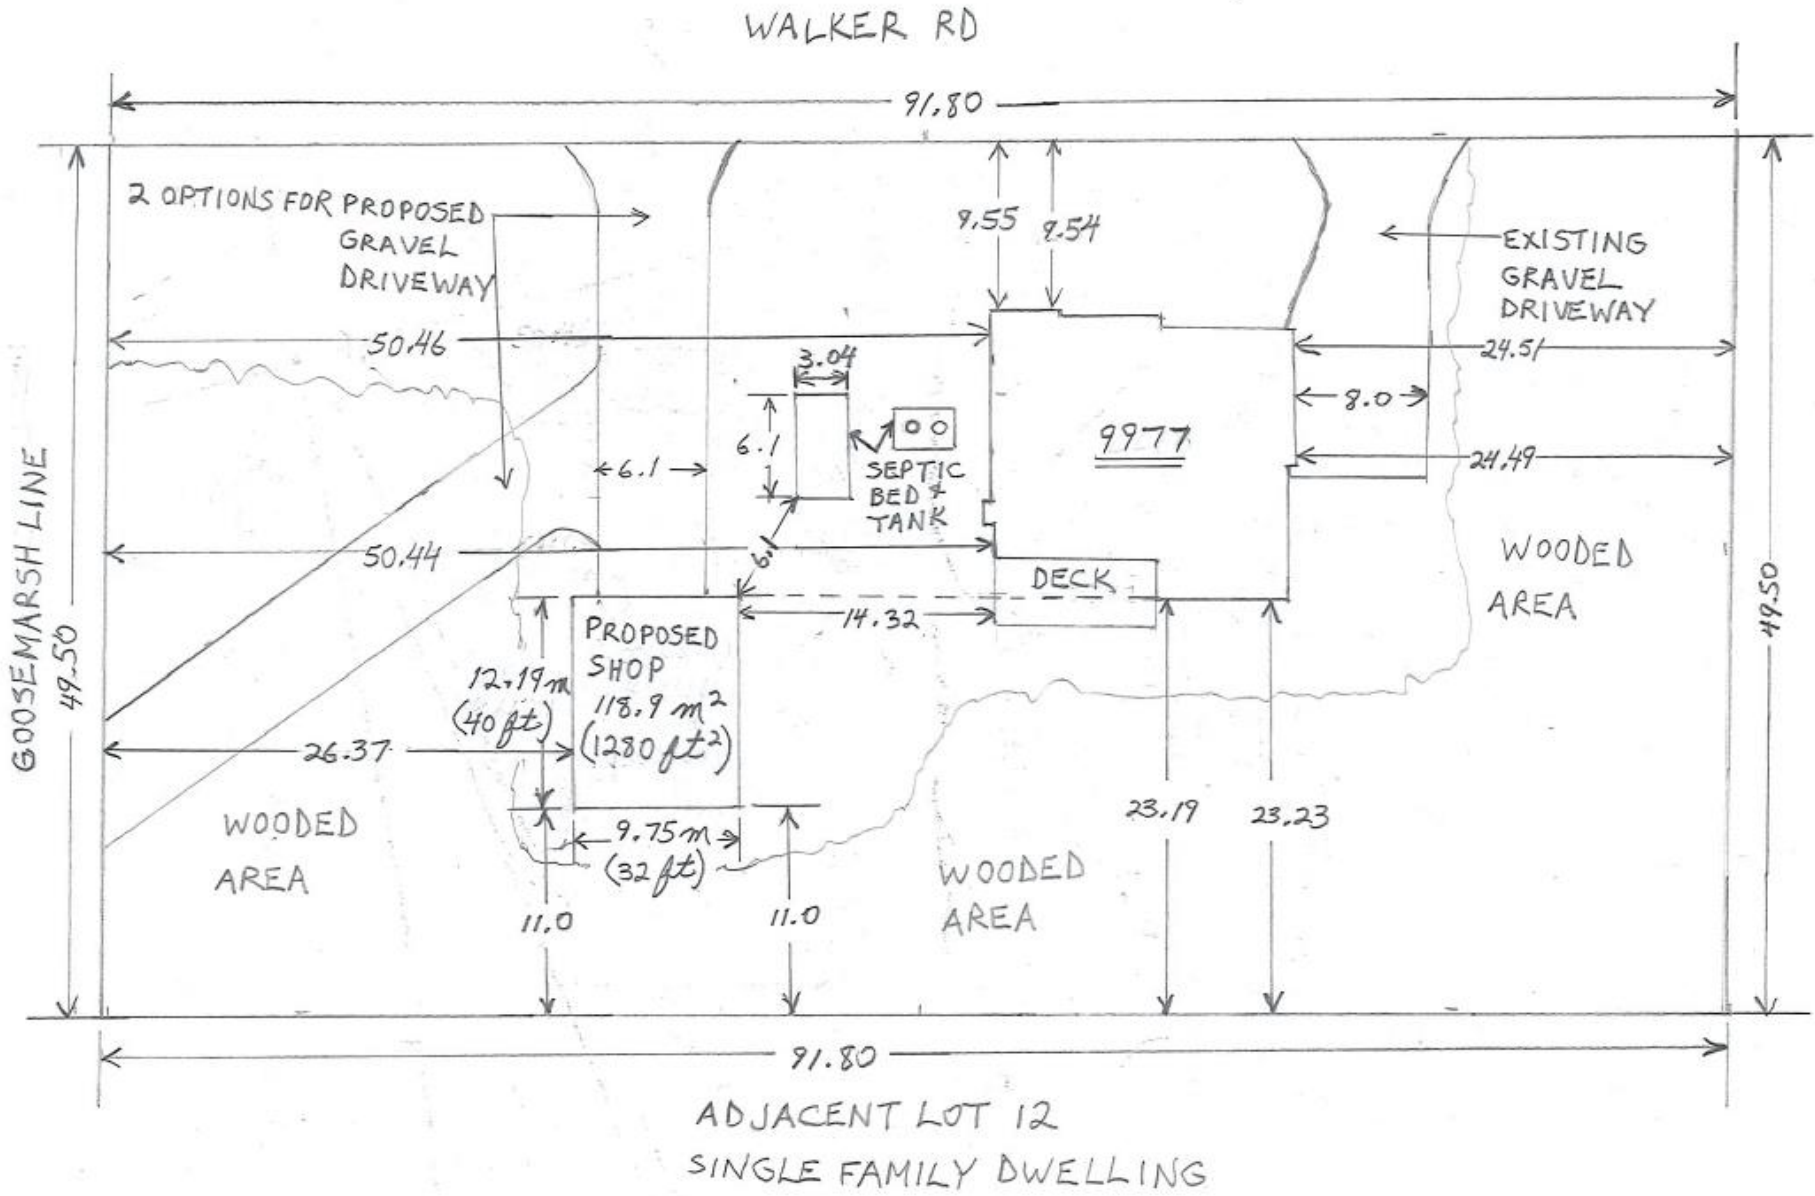 WALKER RD
91.80
2 OPTIONS FOR PROPOSED
GRAVEL
DRIVEWAY
9.55
9.54
EXISTING
GRAVEL
DRIVEWAY
50.46
24.51
3.04
8.0
6.1
6.1
9977
24.49
SEPTIC
BED &
TANK
GOOSEMARSH LINE
49.50
50.44
6.1
DECK
WOODED
AREA
49.50
14.32
PROPOSED
SHOP
118.9 m²
(1280 ft²)
12.19m
(40 ft)
26.37
WOODED
AREA
9.75m
(32 ft)
11.0
11.0
23.19
23.23
WOODED
AREA
91.80
ADJACENT LOT 12
SINGLE FAMILY DWELLING